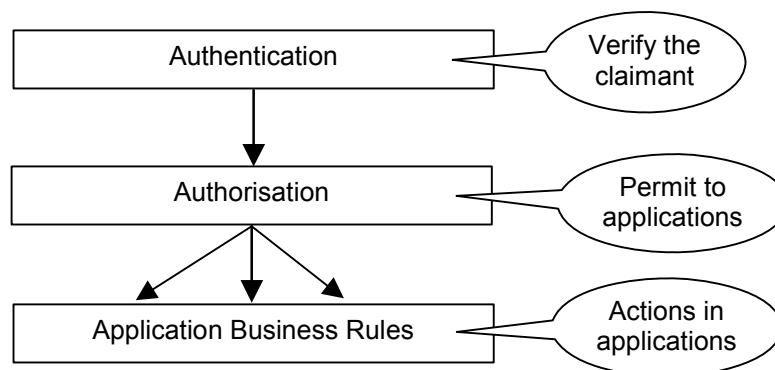 Authentication
Verify the
claimant
Authorisation
Permit to
applications
Application Business Rules
Actions in
applications